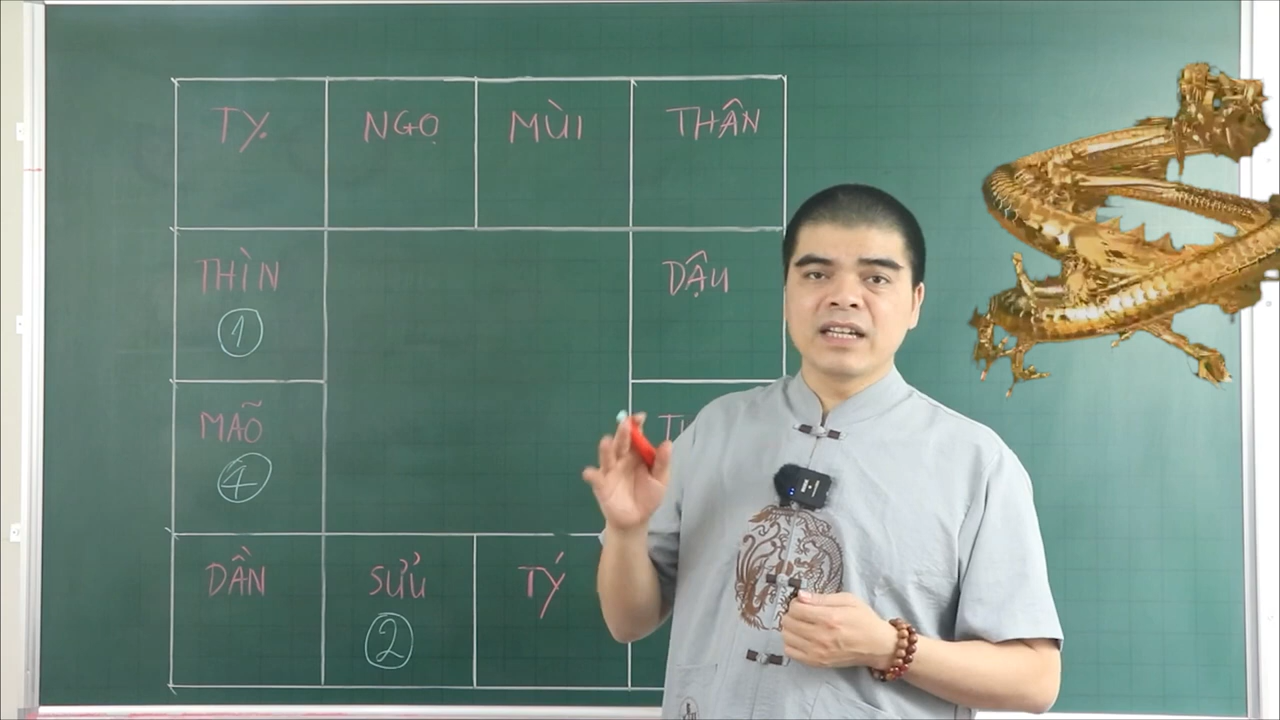 TỴ NGỌ MÙI THÂN
THÌN DẬU
1
MÃO
4
DẦN SỬU TÝ
2